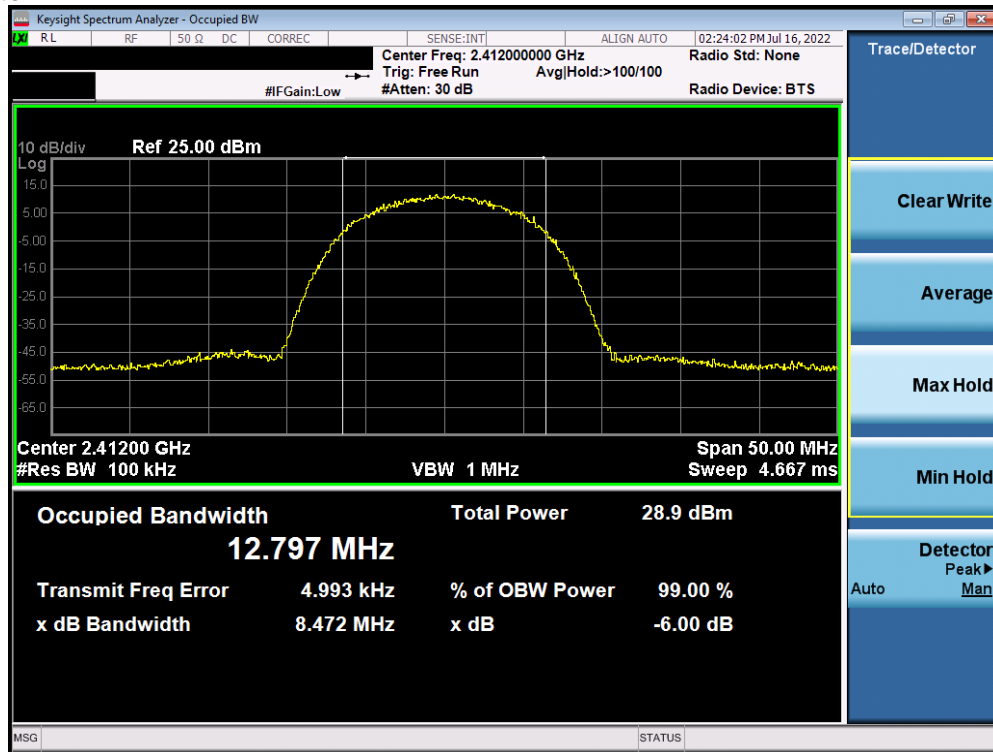 Keysight Spectrum Analyzer - Occupied BW
LXI RL RF 50 Ω DC CORREC SENSE:INT ALIGN AUTO 02:24:02 PM Jul 16, 2022
Center Freq: 2.412000000 GHz Radio Std: None
Trig: Free Run Avg|Hold:>100/100
#IFGain:Low #Atten: 30 dB Radio Device: BTS
Trace/Detector
10 dB/div Ref 25.00 dBm
Log
15.0
5.00
-5.00
-15.0
-25.0
-35.0
-45.0
-55.0
-65.0
Center 2.41200 GHz Span 50.00 MHz
#Res BW 100 kHz VBW 1 MHz Sweep 4.667 ms
Occupied Bandwidth Total Power 28.9 dBm
12.797 MHz
Transmit Freq Error 4.993 kHz % of OBW Power 99.00 %
x dB Bandwidth 8.472 MHz x dB -6.00 dB
Clear Write
Average
Max Hold
Min Hold
Detector
Peak▶
Auto Man
MSG STATUS